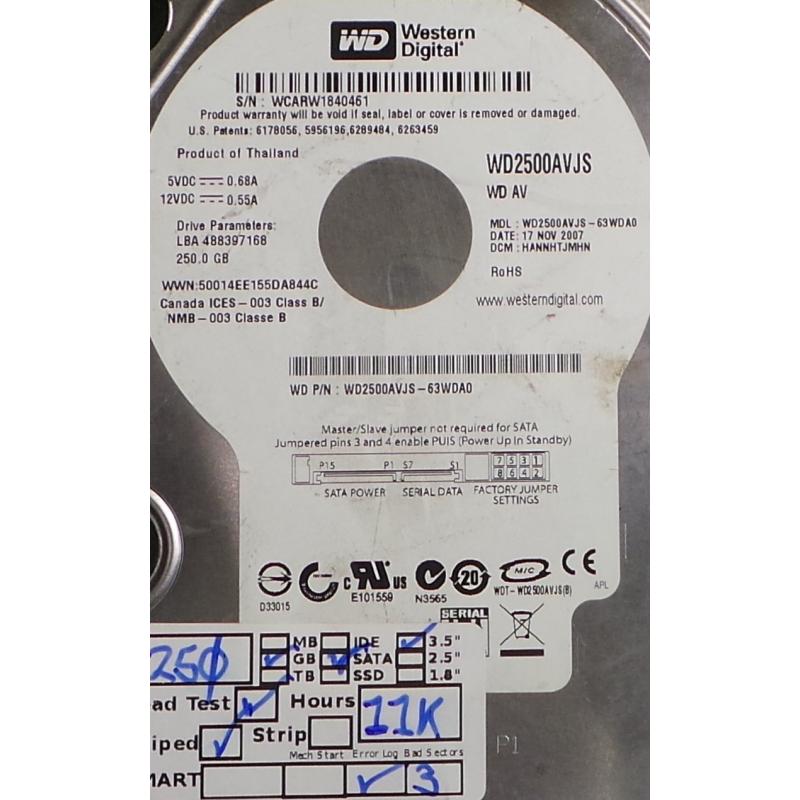 WD Western Digital
S/N : WCARW1840461
Product warranty will be void if seal, label or cover is removed or damaged.
U.S. Patents: 6178056, 5956196,6289484, 6263459
Product of Thailand
5VDC 0.68A
12VDC 0.55A
Drive Parameters:
LBA 488397168
250.0 GB
WWN:50014EE155DA844C
Canada ICES-003 Class B/
NMB-003 Classe B
WD2500AVJS
WD AV
MDL : WD2500AVJS-63WDA0
DATE: 17 NOV 2007
DCM : HANNHTJMHN
RoHS
www.westerndigital.com
WD P/N : WD2500AVJS-63WDA0
Master/Slave jumper not required for SATA
Jumpered pins 3 and 4 enable PUIS (Power Up In Standby)
P15 P1 S7 S1 7 5 3 1
8 6 4 2
SATA POWER SERIAL DATA FACTORY JUMPER
SETTINGS
D33015
c RU us
E101559
N3565
20
MIC
WDT-WD2500AVJS(B)
CE
APL
SERIAL
250 MB IDE 3.5"
GB SATA 2.5"
TB SSD 1.8"
ad Test Hours 11K
iped Strip
Mech Start Error Log Bad Sectors
MART 3
P1